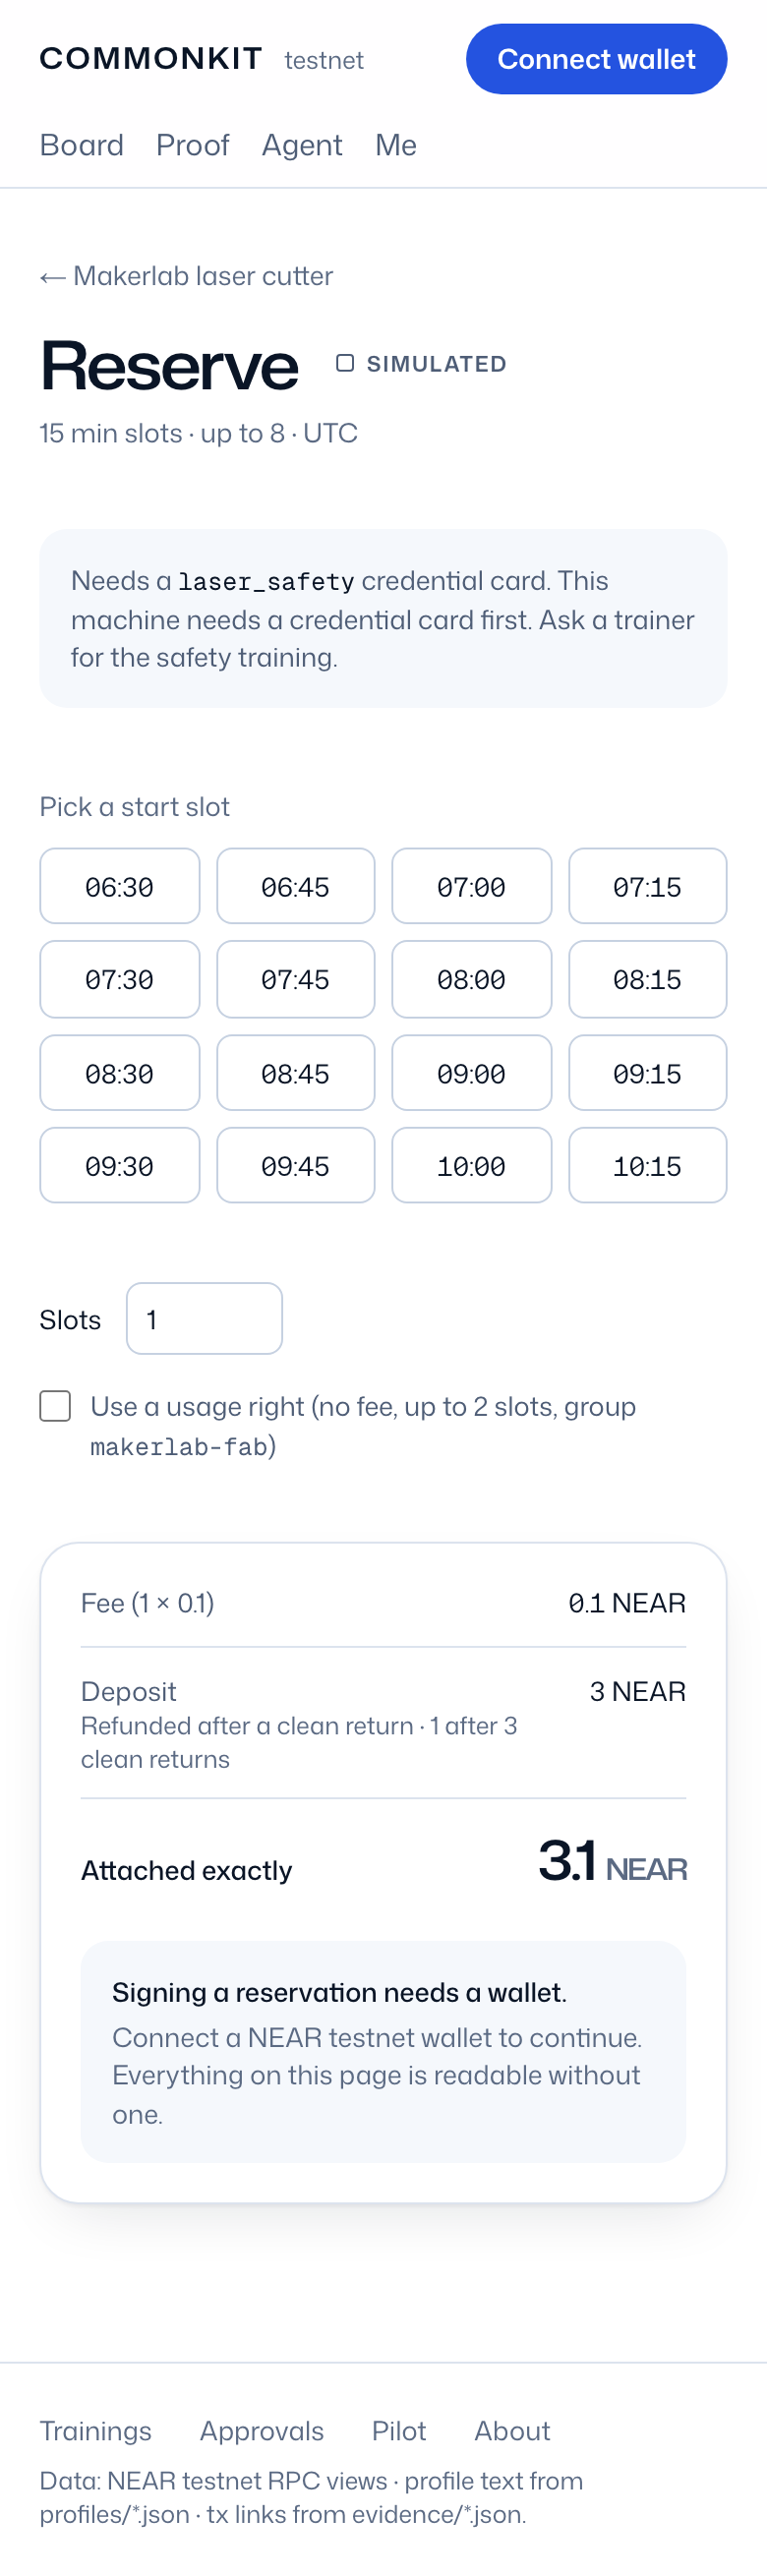 COMMONKIT testnet Connect wallet
Board Proof Agent Me
← Makerlab laser cutter
Reserve SIMULATED
15 min slots · up to 8 · UTC
Needs a laser_safety credential card. This
machine needs a credential card first. Ask a trainer
for the safety training.
Pick a start slot
06:30 06:45 07:00 07:15
07:30 07:45 08:00 08:15
08:30 08:45 09:00 09:15
09:30 09:45 10:00 10:15
Slots 1
Use a usage right (no fee, up to 2 slots, group
makerlab-fab)
Fee (1 × 0.1) 0.1 NEAR
Deposit 3 NEAR
Refunded after a clean return · 1 after 3
clean returns
Attached exactly 3.1 NEAR
Signing a reservation needs a wallet.
Connect a NEAR testnet wallet to continue.
Everything on this page is readable without
one.
Trainings Approvals Pilot About
Data: NEAR testnet RPC views · profile text from
profiles/*.json · tx links from evidence/*.json.